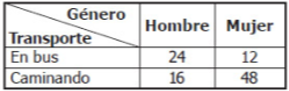 Género
Transporte
Hombre Mujer
En bus 24 12
Caminando 16 48